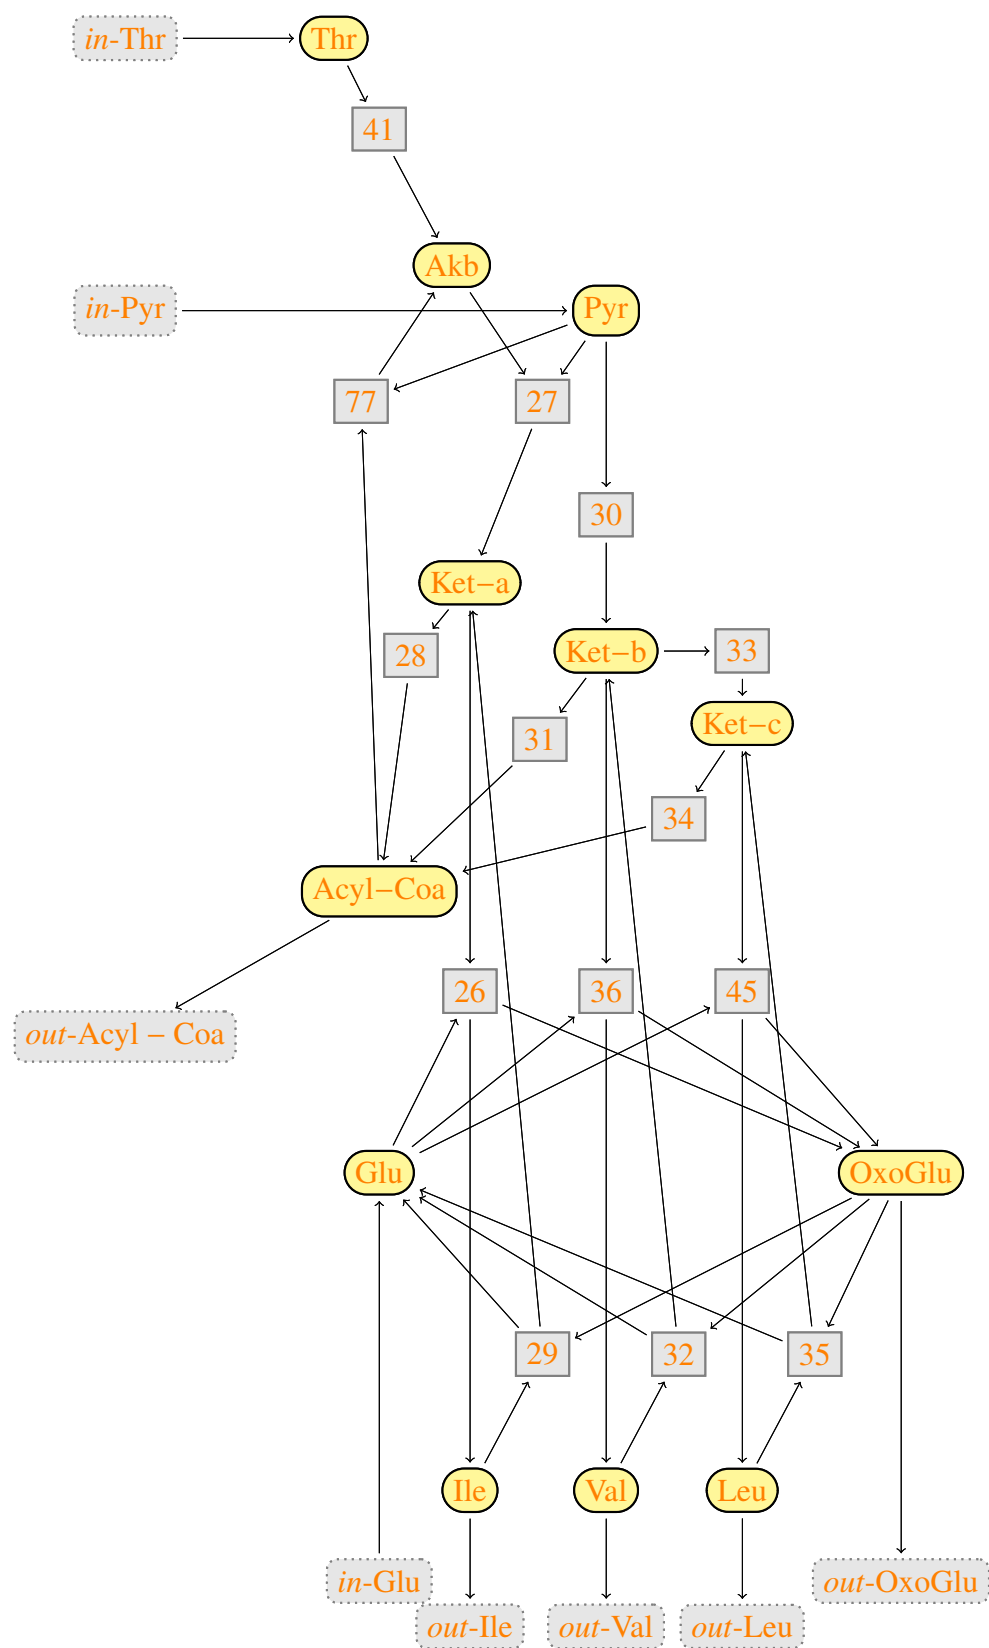 in-Thr
Thr
41
Akb
in-Pyr
Pyr
77
27
30
Ket−a
28
Ket−b
33
31
Ket−c
34
Acyl−Coa
26
36
45
out-Acyl − Coa
Glu
OxoGlu
29
32
35
Ile
Val
Leu
in-Glu
out-OxoGlu
out-Ile
out-Val
out-Leu